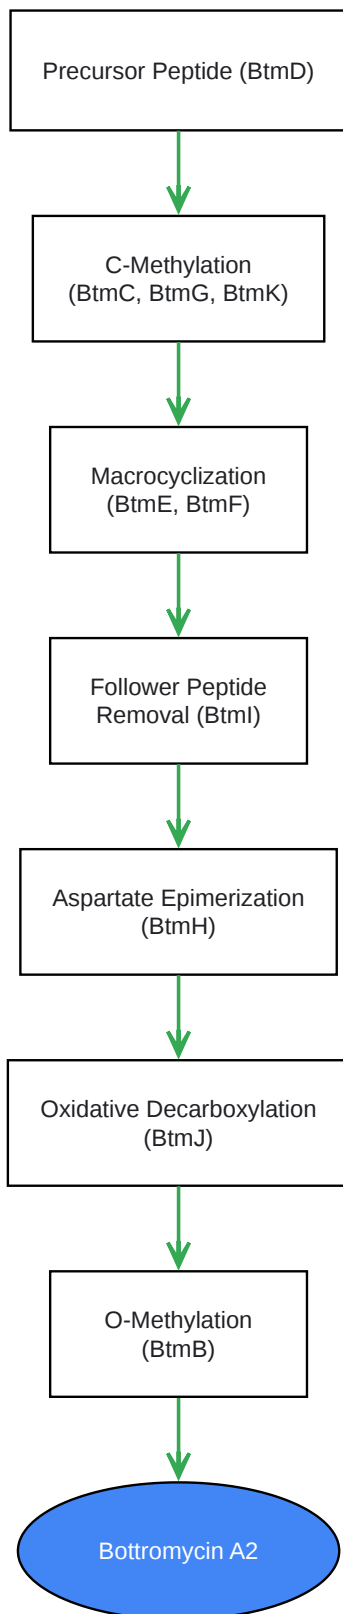 Precursor Peptide (BtmD)
C-Methylation
(BtmC, BtmG, BtmK)
Macrocyclization
(BtmE, BtmF)
Follower Peptide
Removal (BtmI)
Aspartate Epimerization
(BtmH)
Oxidative Decarboxylation
(BtmJ)
O-Methylation
(BtmB)
Bottromycin A2